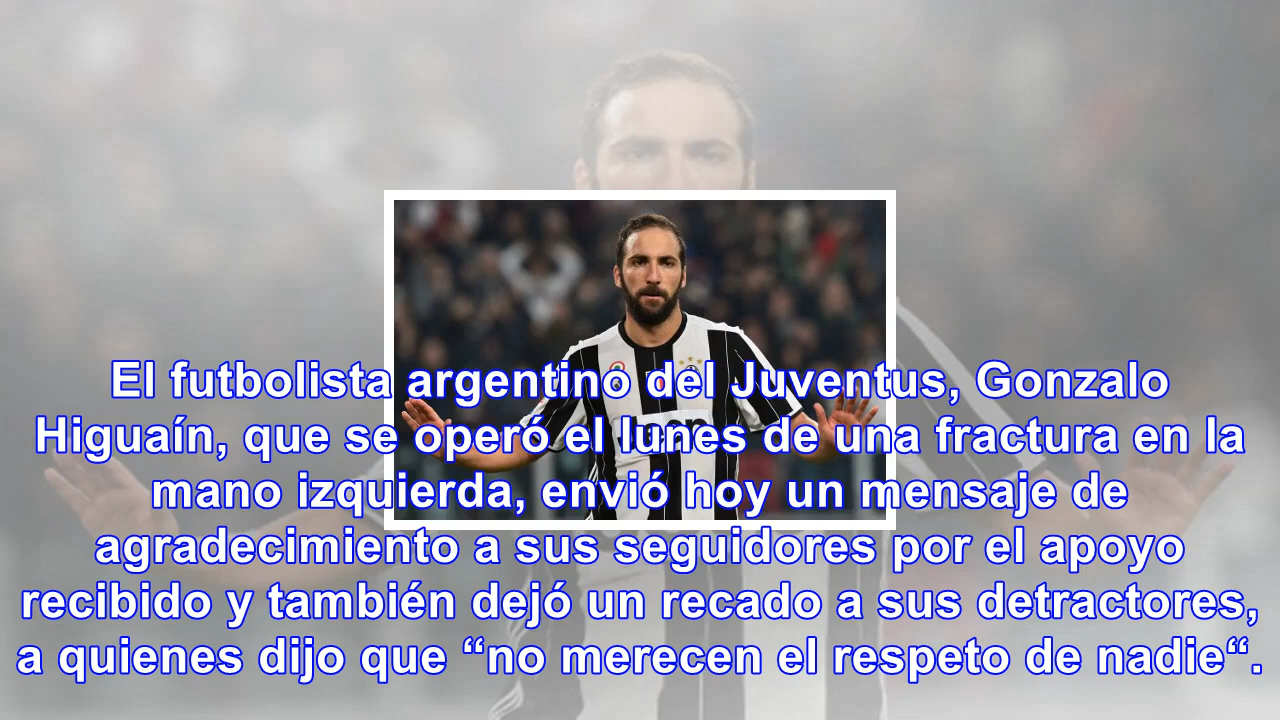 El futbolista argentino del Juventus, Gonzalo
Higuaín, que se operó el lunes de una fractura en la
mano izquierda, envió hoy un mensaje de
agradecimiento a sus seguidores por el apoyo
recibido y también dejó un recado a sus detractores,
a quienes dijo que “no merecen el respeto de nadie“.